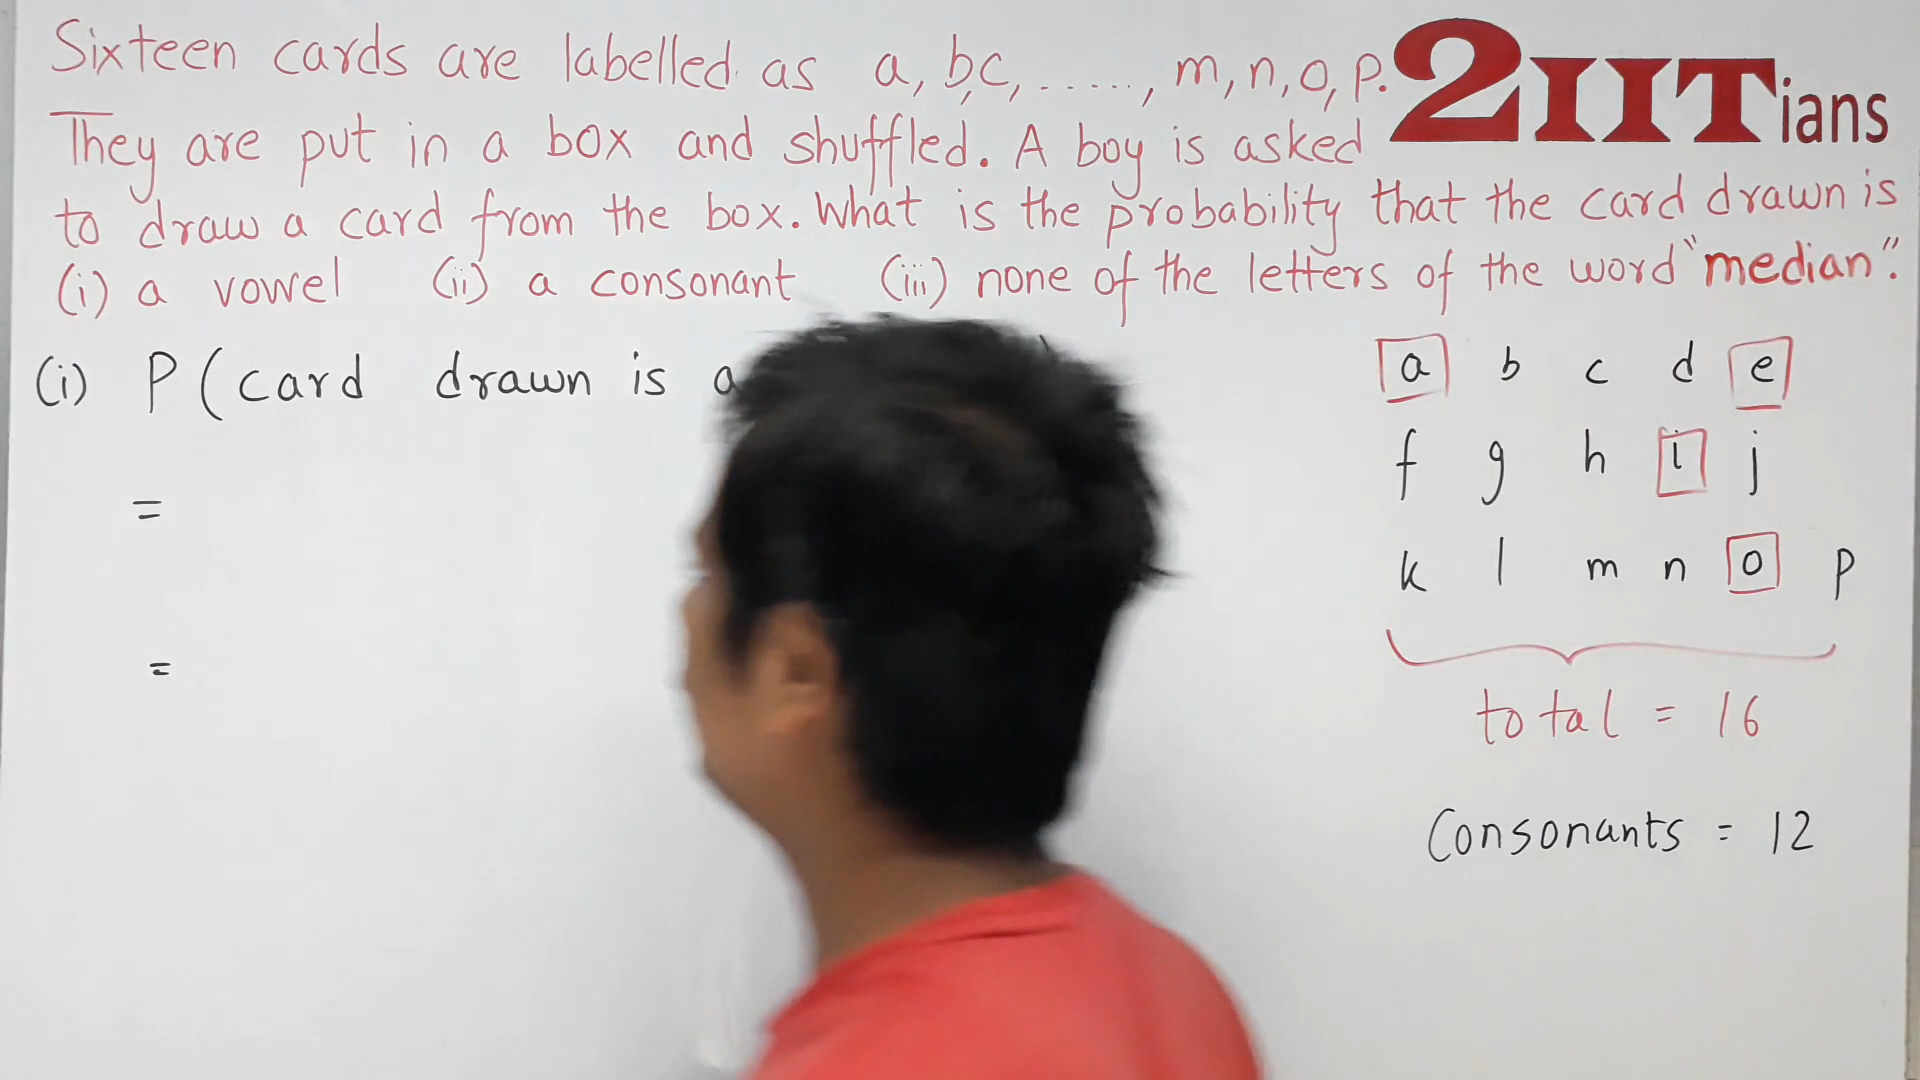 Sixteen cards are labelled as a, b, c, ....., m, n, o, p.
2IITians
They are put in a box and shuffled. A boy is asked
to draw a card from the box. What is the probability that the card drawn is
(i) a vowel (ii) a consonant (iii) none of the letters of the word "median".
(i) P ( card drawn is a
=
=
a b c d e
f g h i j
k l m n o p
total = 16
Consonants = 12